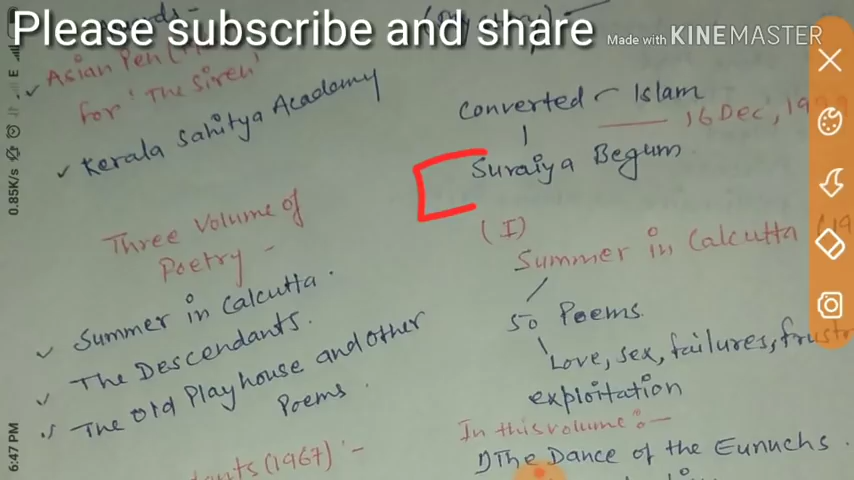 Please subscribe and share
Made with KINEMASTER
Asian Pen
for 'The Siren'
✓ Kerala Sahitya Academy
Three Volume of
Poetry -
✓ Summer in Calcutta.
✓ The Descendants.
✓ The Old Playhouse and other
Poems.
(1967) :-
Converted - Islam
16 Dec, 
Suraiya Begum
(I)
Summer in Calcutta
50 Poems.
Love, sex, failures,
exploitation
In this volume :-
1) The Dance of the Eunuchs.
0.85K/s
E
6:47 PM